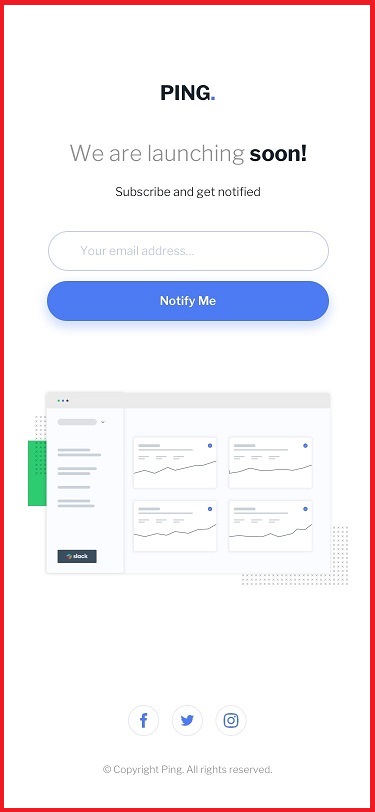 PING.
We are launching soon!
Subscribe and get notified
Your email address...
Notify Me
slack
© Copyright Ping. All rights reserved.